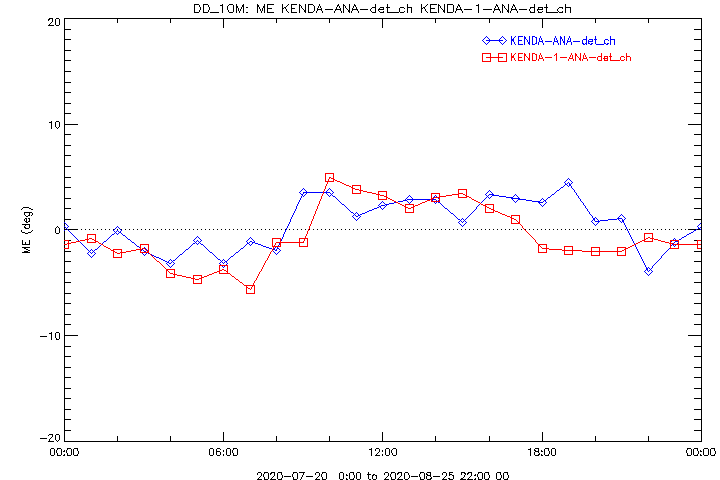 DD_10M: ME KENDA-ANA-det_ch KENDA-1-ANA-det_ch
KENDA-ANA-det_ch
KENDA-1-ANA-det_ch
20
10
0
-10
-20
ME (deg)
00:00 06:00 12:00 18:00 00:00
2020-07-20 0:00 to 2020-08-25 22:00 00